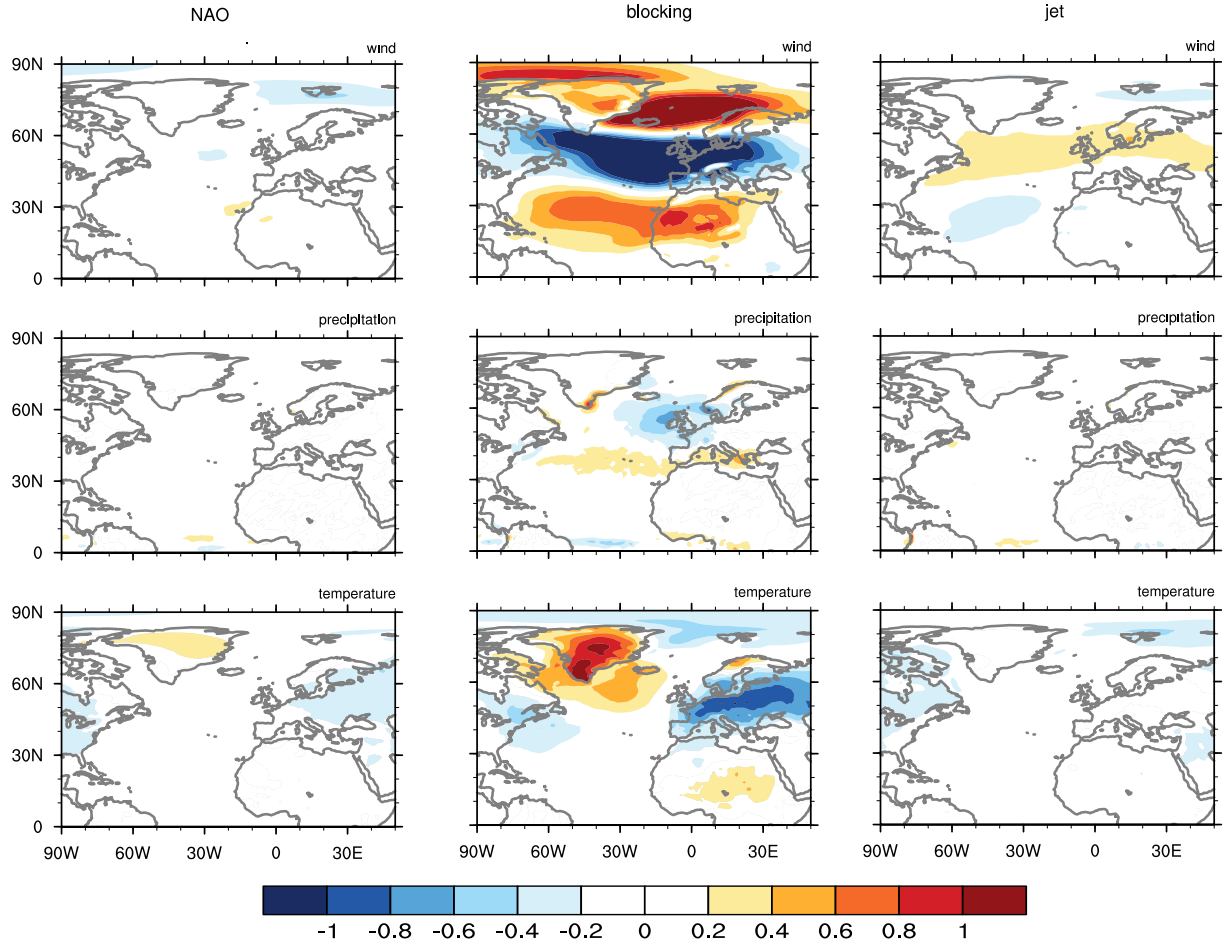 NAO blocking jet
wind wind wind
90N
60N
30N
0
precipitation precipitation precipitation
90N
60N
30N
0
temperature temperature temperature
90N
60N
30N
0
90W 60W 30W 0 30E 90W 60W 30W 0 30E 90W 60W 30W 0 30E
-1 -0.8 -0.6 -0.4 -0.2 0 0.2 0.4 0.6 0.8 1